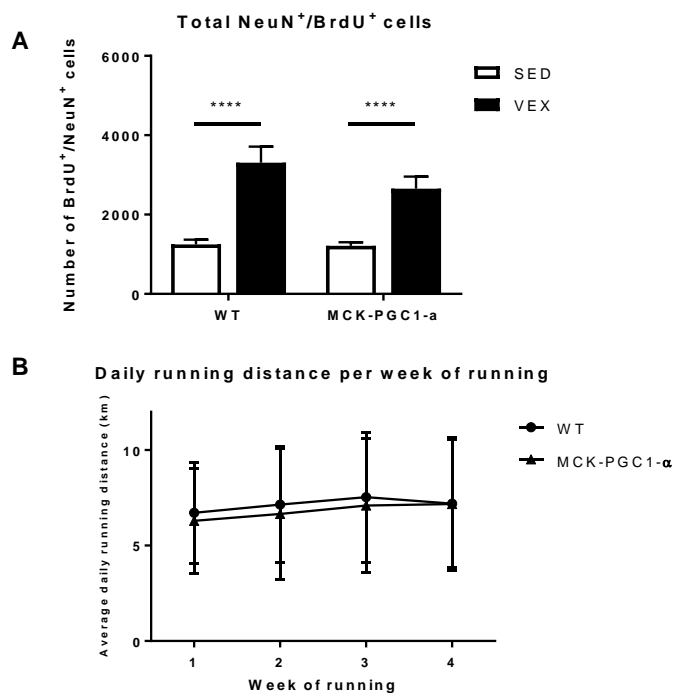 Total NeuN⁺/BrdU⁺ cells
A
Number of BrdU⁺/NeuN⁺ cells
6000
4000
2000
0
****
****
WT
MCK-PGC1-a
SED
VEX
B
Daily running distance per week of running
Average daily running distance (km)
10
5
0
1 2 3 4
Week of running
WT
MCK-PGC1-α